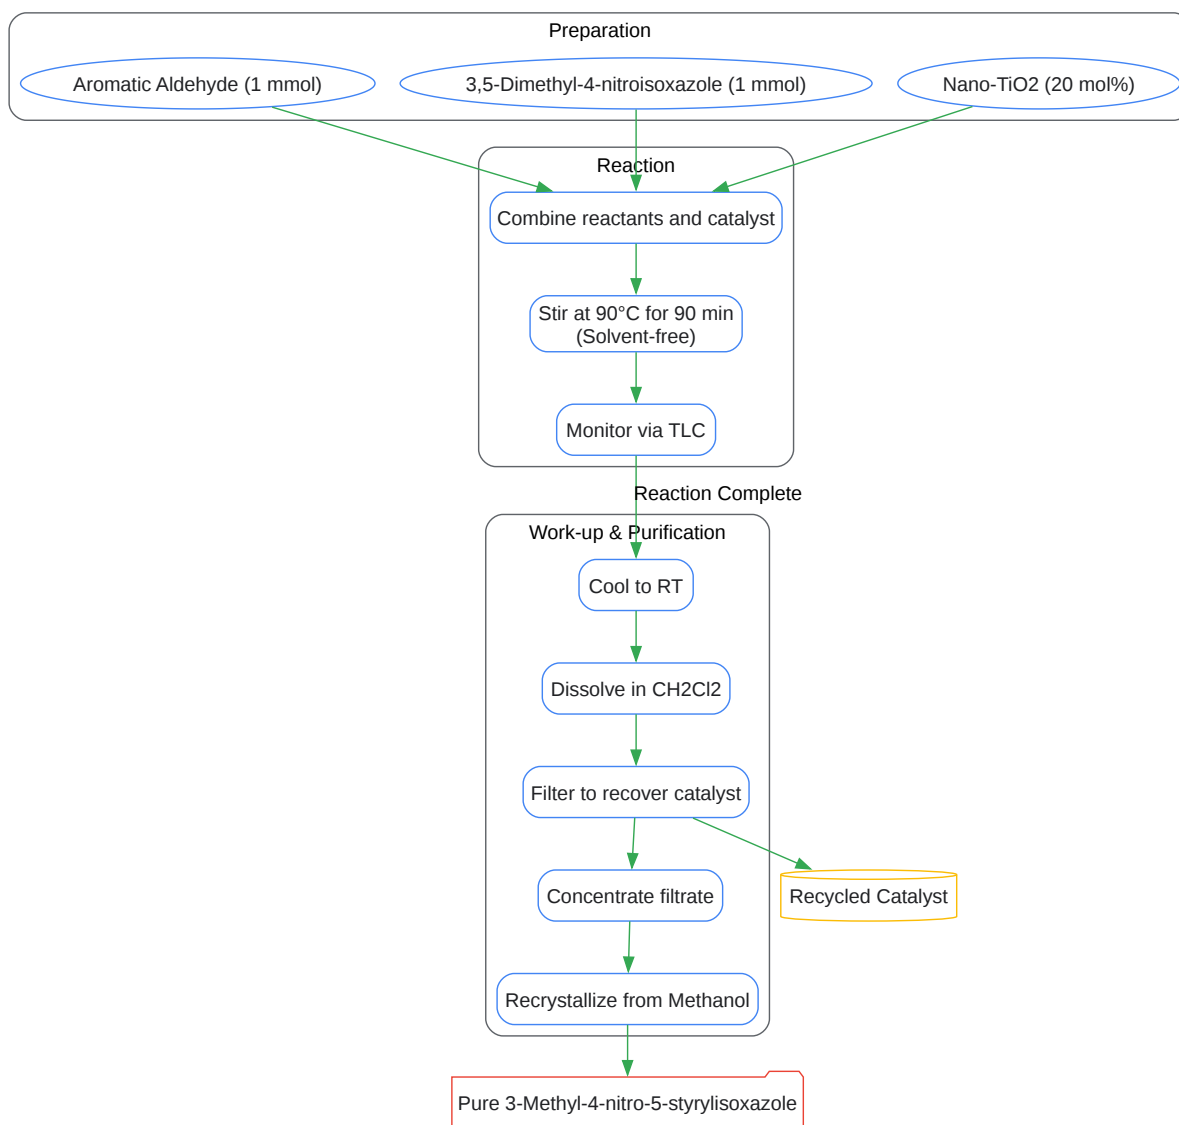 Preparation
Aromatic Aldehyde (1 mmol)
3,5-Dimethyl-4-nitroisoxazole (1 mmol)
Nano-TiO2 (20 mol%)
Reaction
Combine reactants and catalyst
Stir at 90°C for 90 min
(Solvent-free)
Monitor via TLC
Reaction Complete
Work-up & Purification
Cool to RT
Dissolve in CH2Cl2
Filter to recover catalyst
Concentrate filtrate
Recycled Catalyst
Recrystallize from Methanol
Pure 3-Methyl-4-nitro-5-styrylisoxazole